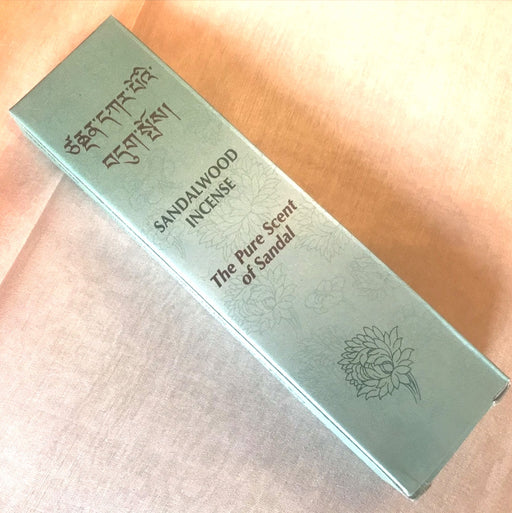 ཙནྡན་དཀར་པོའི་
བདུག་སྤོས།
SANDALWOOD
INCENSE
The Pure Scent
of Sandal